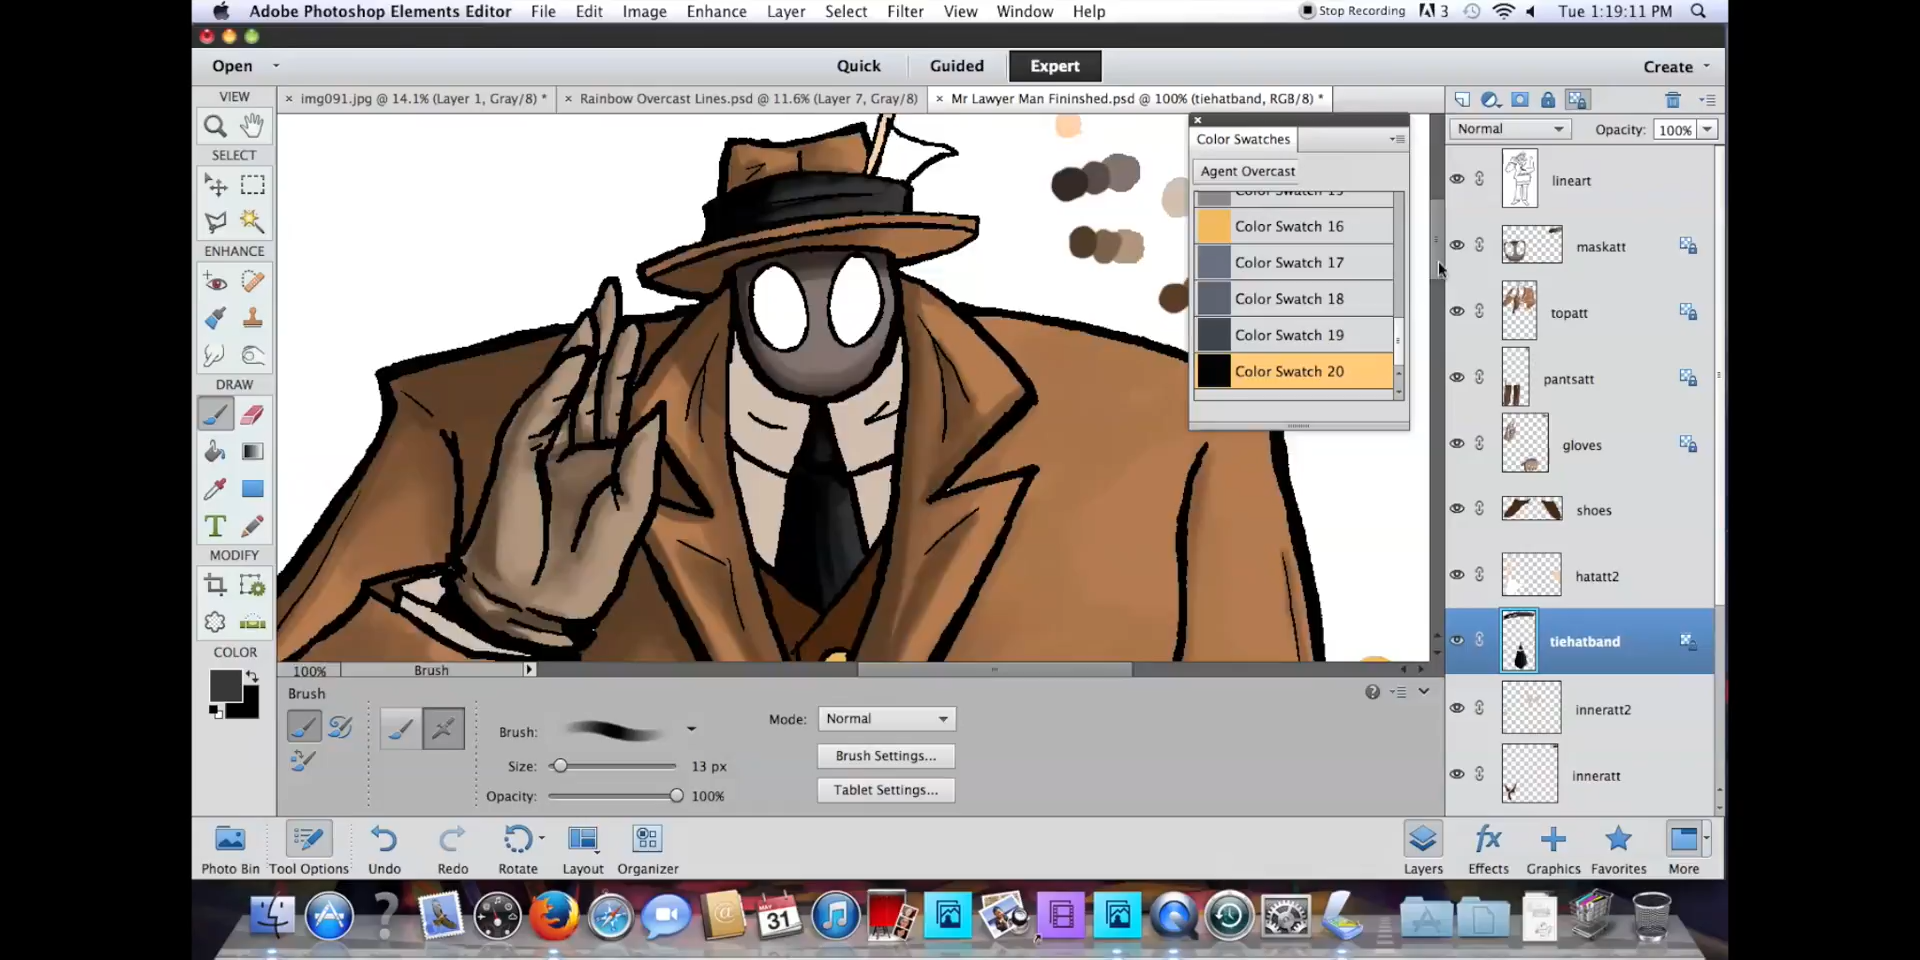 Adobe Photoshop Elements Editor File Edit Image Enhance Layer Select Filter View Window Help Stop Recording 3 Tue 1:19:11 PM
Open Quick Guided Expert Create
VIEW
img091.jpg @ 14.1% (Layer 1, Gray/8) * Rainbow Overcast Lines.psd @ 11.6% (Layer 7, Gray/8) Mr Lawyer Man Fininshed.psd @ 100% (tiehatband, RGB/8) *
SELECT
ENHANCE
DRAW
T
MODIFY
COLOR
Color Swatches
Agent Overcast
Color Swatch 15
Color Swatch 16
Color Swatch 17
Color Swatch 18
Color Swatch 19
Color Swatch 20
Normal Opacity: 100%
lineart
maskatt
topatt
pantsatt
gloves
shoes
hatatt2
tiehatband
inneratt2
inneratt
100% Brush
Brush
Brush:
Size: 13 px
Opacity: 100%
Mode: Normal
Brush Settings...
Tablet Settings...
Photo Bin Tool Options Undo Redo Rotate Layout Organizer
fx
Layers Effects Graphics Favorites More
31